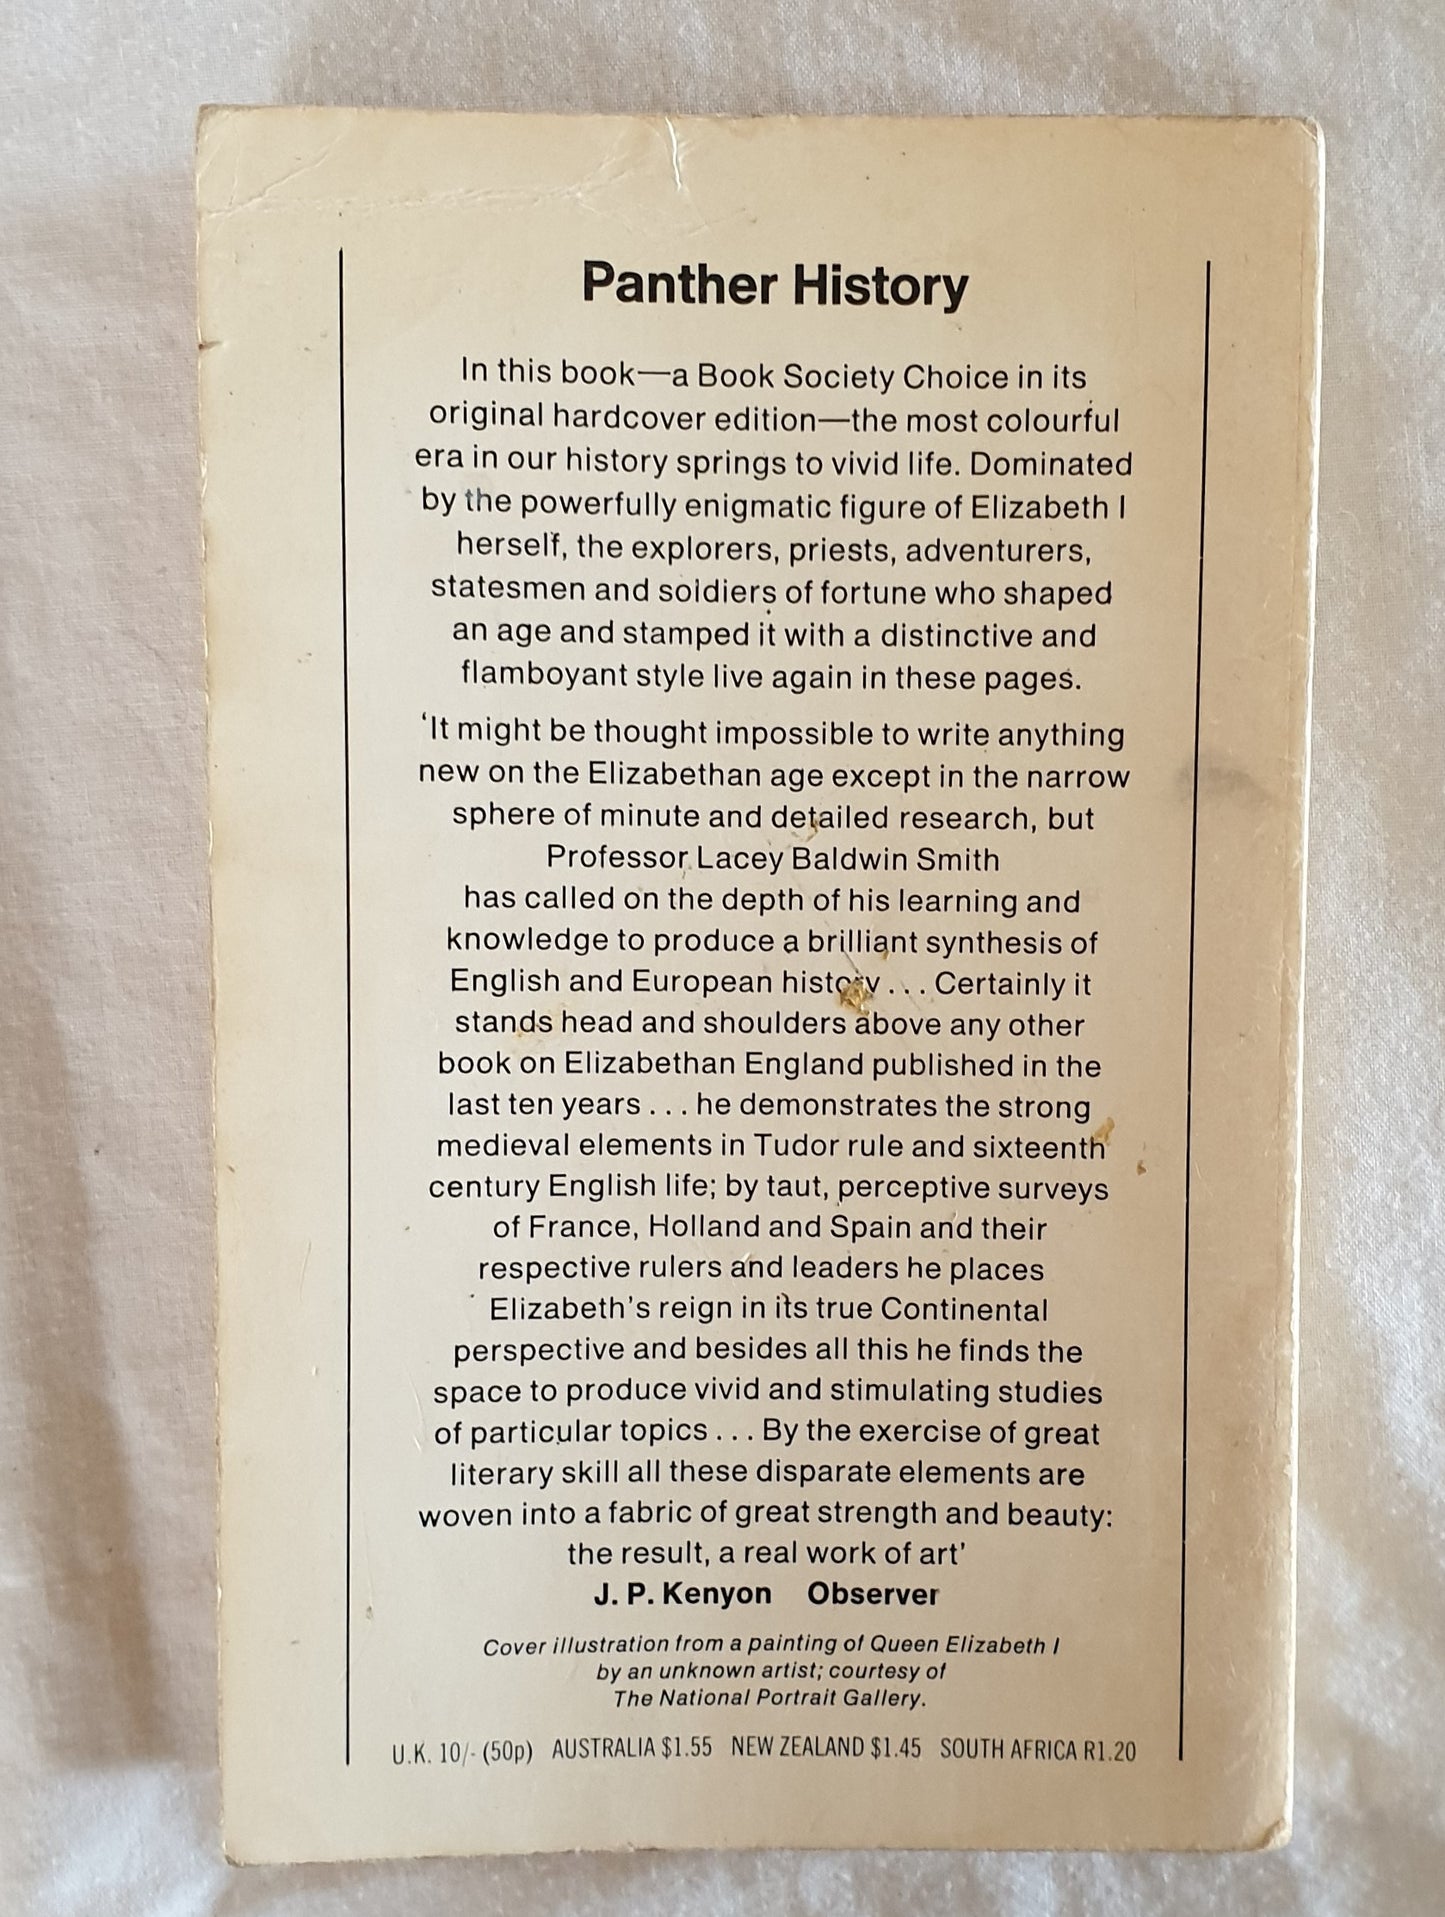 Panther History
In this book—a Book Society Choice in its
original hardcover edition—the most colourful
era in our history springs to vivid life. Dominated
by the powerfully enigmatic figure of Elizabeth I
herself, the explorers, priests, adventurers,
statesmen and soldiers of fortune who shaped
an age and stamped it with a distinctive and
flamboyant style live again in these pages.
‘It might be thought impossible to write anything
new on the Elizabethan age except in the narrow
sphere of minute and detailed research, but
Professor Lacey Baldwin Smith
has called on the depth of his learning and
knowledge to produce a brilliant synthesis of
English and European history . . . Certainly it
stands head and shoulders above any other
book on Elizabethan England published in the
last ten years . . . he demonstrates the strong
medieval elements in Tudor rule and sixteenth
century English life; by taut, perceptive surveys
of France, Holland and Spain and their
respective rulers and leaders he places
Elizabeth’s reign in its true Continental
perspective and besides all this he finds the
space to produce vivid and stimulating studies
of particular topics . . . By the exercise of great
literary skill all these disparate elements are
woven into a fabric of great strength and beauty:
the result, a real work of art’
J. P. Kenyon Observer
Cover illustration from a painting of Queen Elizabeth I
by an unknown artist; courtesy of
The National Portrait Gallery.
U.K. 10/- (50p) AUSTRALIA $1.55 NEW ZEALAND $1.45 SOUTH AFRICA R1.20